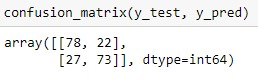 confusion_matrix(y_test, y_pred)
array([[78, 22],
       [27, 73]], dtype=int64)